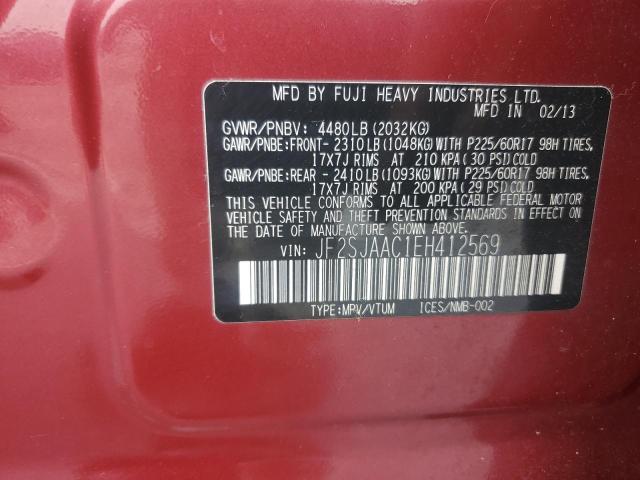 MFD BY FUJI HEAVY INDUSTRIES LTD.
MFD IN 02/13
GVWR/PNBV: 4480LB(2032KG)
GAWR/PNBE:FRONT- 2310LB(1048KG)WITH P225/60R17 98H TIRES,
17×7J RIMS AT 210 KPA(30 PSI)COLD
GAWR/PNBE:REAR - 2410LB(1093KG)WITH P225/60R17 98H TIRES,
17×7J RIMS AT 200 KPA(29 PSI)COLD
THIS VEHICLE CONFORMS TO ALL APPLICABLE FEDERAL MOTOR
VEHICLE SAFETY AND THEFT PREVENTION STANDARDS IN EFFECT ON
THE DATE OF MANUFACTURE SHOWN ABOVE.
VIN: JF2SJAAC1EH412569
TYPE:MPV/VTUM ICES/NMB-002